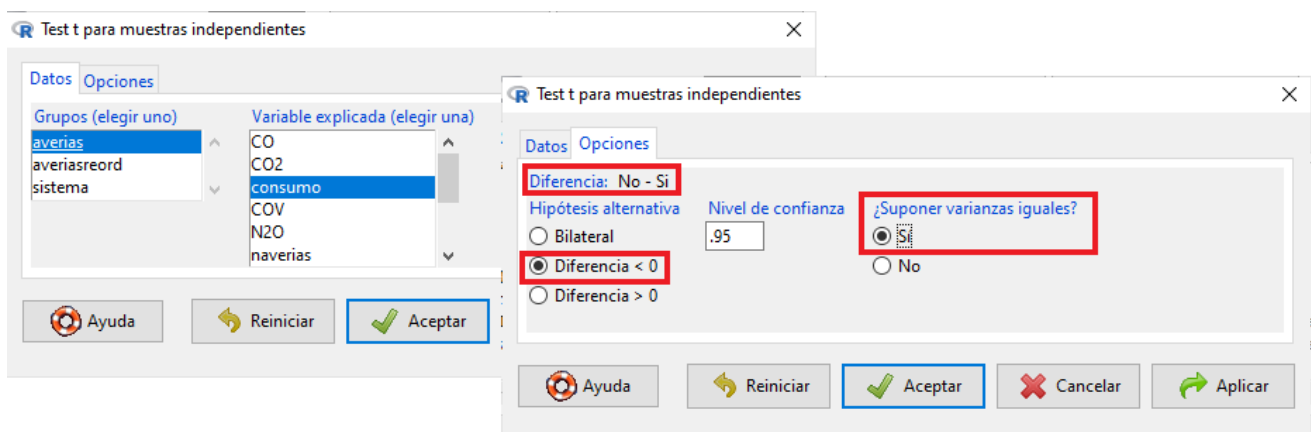 Test t para muestras independientes
Datos Opciones
Grupos (elegir uno) Variable explicada (elegir una)
averias CO
averiasreord CO2
sistema consumo
COV
N2O
naverias
Ayuda Reiniciar Aceptar
Test t para muestras independientes
Datos Opciones
Diferencia: No - Si
Hipótesis alternativa Nivel de confianza ¿Suponer varianzas iguales?
Bilateral .95 Sí
Diferencia < 0 No
Diferencia > 0
Ayuda Reiniciar Aceptar Cancelar Aplicar